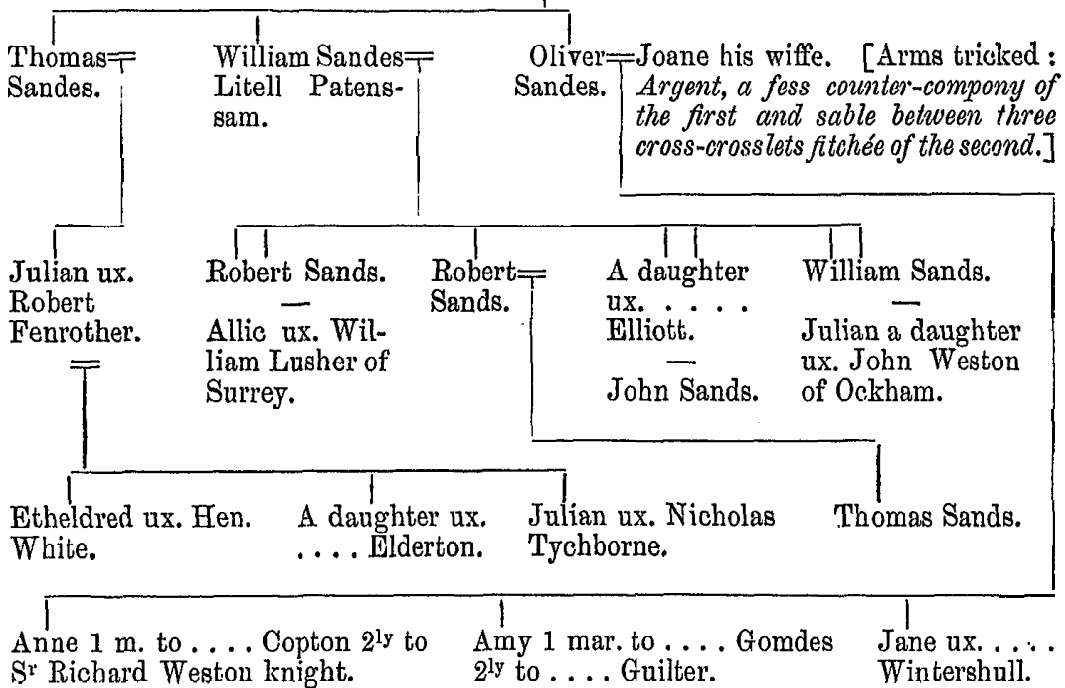 Thomas
Sandes.
William Sandes
Litell Patens-
sam.
Oliver
Sandes.
Joane his wiffe. [Arms tricked :
Argent, a fess counter-compony of
the first and sable between three
cross-crosslets fitchée of the second.]
Julian ux.
Robert
Fenrother.
Robert Sands.
—
Allic ux. Wil-
liam Lusher of
Surrey.
Robert
Sands.
A daughter
ux. . . . .
Elliott.
—
John Sands.
William Sands.
—
Julian a daughter
ux. John Weston
of Ockham.
Etheldred ux. Hen.
White.
A daughter ux.
. . . . Elderton.
Julian ux. Nicholas
Tychborne.
Thomas Sands.
Anne 1 m. to . . . . Copton 2ly to
Sr Richard Weston knight.
Amy 1 mar. to . . . . Gomdes
2ly to . . . . Guilter.
Jane ux. . . . .
Wintershull.